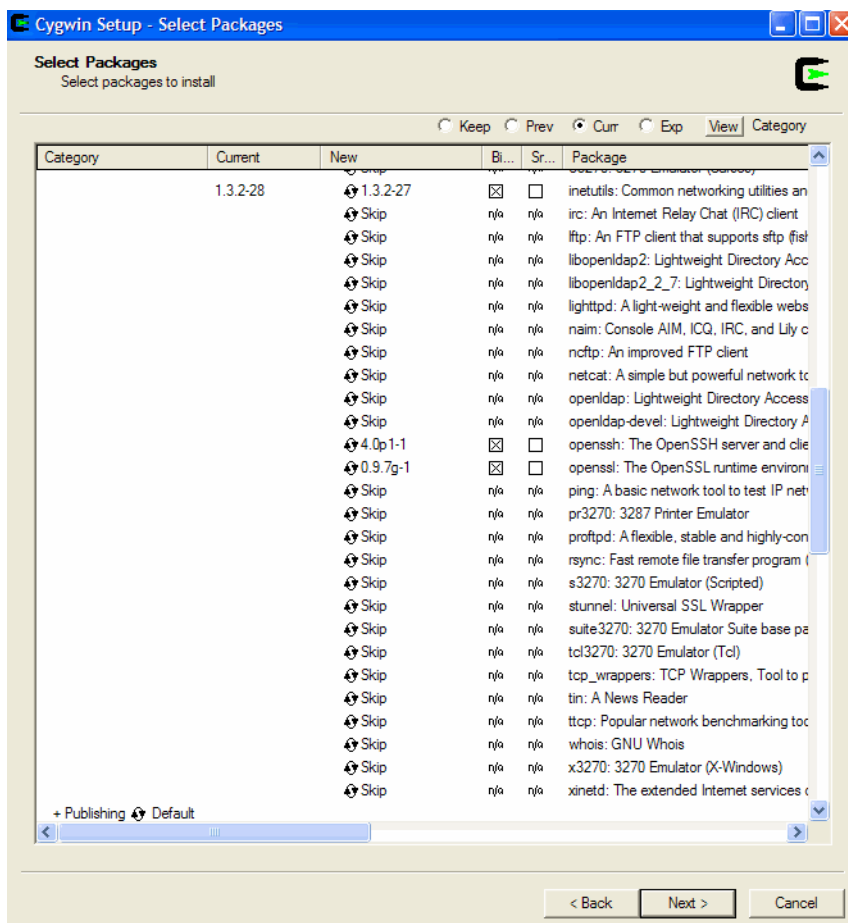 Cygwin Setup - Select Packages
Select Packages
Select packages to install
Keep Prev Curr Exp View Category
Category Current New Bi... Sr... Package
1.3.2-28 1.3.2-27 inetutils: Common networking utilities an
Skip n/a n/a irc: An Internet Relay Chat (IRC) client
Skip n/a n/a lftp: An FTP client that supports sftp (fish
Skip n/a n/a libopenldap2: Lightweight Directory Acc
Skip n/a n/a libopenldap2_2_7: Lightweight Directory
Skip n/a n/a lighttpd: A light-weight and flexible webs
Skip n/a n/a naim: Console AIM, ICQ, IRC, and Lily c
Skip n/a n/a ncftp: An improved FTP client
Skip n/a n/a netcat: A simple but powerful network to
Skip n/a n/a openldap: Lightweight Directory Access
Skip n/a n/a openldap-devel: Lightweight Directory A
4.0p1-1 openssh: The OpenSSH server and clie
0.9.7g-1 openssl: The OpenSSL runtime environ
Skip n/a n/a ping: A basic network tool to test IP net
Skip n/a n/a pr3270: 3287 Printer Emulator
Skip n/a n/a proftpd: A flexible, stable and highly-con
Skip n/a n/a rsync: Fast remote file transfer program (
Skip n/a n/a s3270: 3270 Emulator (Scripted)
Skip n/a n/a stunnel: Universal SSL Wrapper
Skip n/a n/a suite3270: 3270 Emulator Suite base pa
Skip n/a n/a tcl3270: 3270 Emulator (Tcl)
Skip n/a n/a tcp_wrappers: TCP Wrappers, Tool to p
Skip n/a n/a tin: A News Reader
Skip n/a n/a ttcp: Popular network benchmarking too
Skip n/a n/a whois: GNU Whois
Skip n/a n/a x3270: 3270 Emulator (X-Windows)
Skip n/a n/a xinetd: The extended Internet services
+ Publishing Default
< Back Next > Cancel